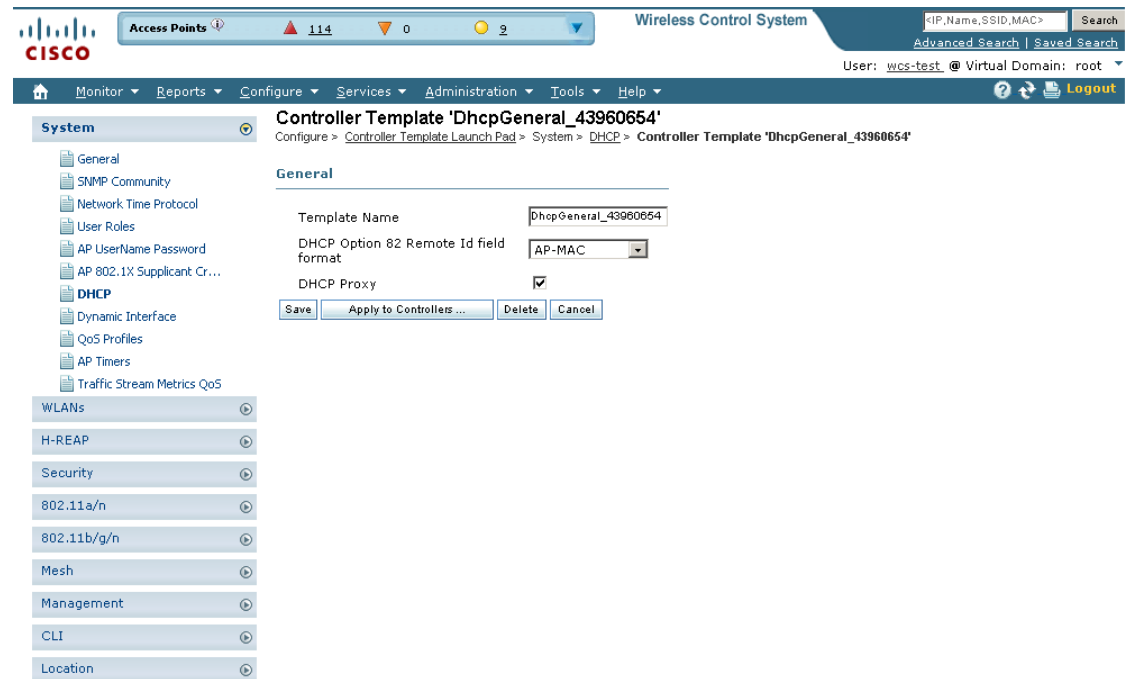 CISCO
Access Points 114 0 9
Wireless Control System
<IP,Name,SSID,MAC> Search
Advanced Search | Saved Search
User: wcs-test @ Virtual Domain: root
Monitor Reports Configure Services Administration Tools Help Logout
System
General
SNMP Community
Network Time Protocol
User Roles
AP UserName Password
AP 802.1X Supplicant Cr...
DHCP
Dynamic Interface
QoS Profiles
AP Timers
Traffic Stream Metrics QoS
WLANs
H-REAP
Security
802.11a/n
802.11b/g/n
Mesh
Management
CLI
Location
Controller Template 'DhcpGeneral_43960654'
Configure > Controller Template Launch Pad > System > DHCP > Controller Template 'DhcpGeneral_43960654'
General
Template Name DhcpGeneral_43960654
DHCP Option 82 Remote Id field
format AP-MAC
DHCP Proxy
Save Apply to Controllers ... Delete Cancel